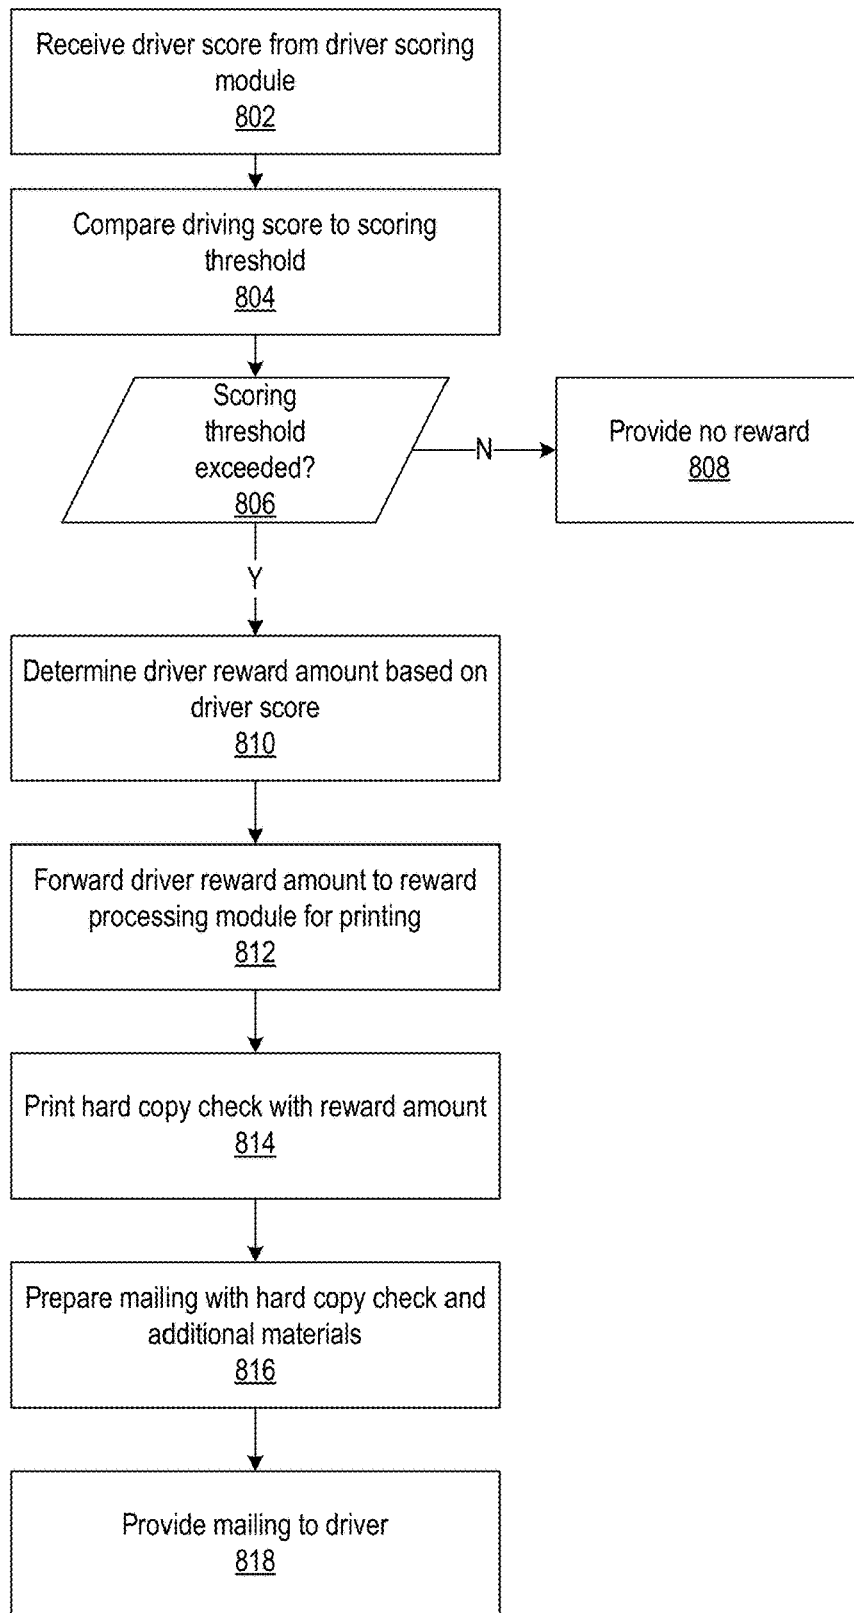 Receive driver score from driver scoring
module
802
Compare driving score to scoring
threshold
804
Scoring
threshold
exceeded?
806
N
Provide no reward
808
Y
Determine driver reward amount based on
driver score
810
Forward driver reward amount to reward
processing module for printing
812
Print hard copy check with reward amount
814
Prepare mailing with hard copy check and
additional materials
816
Provide mailing to driver
818